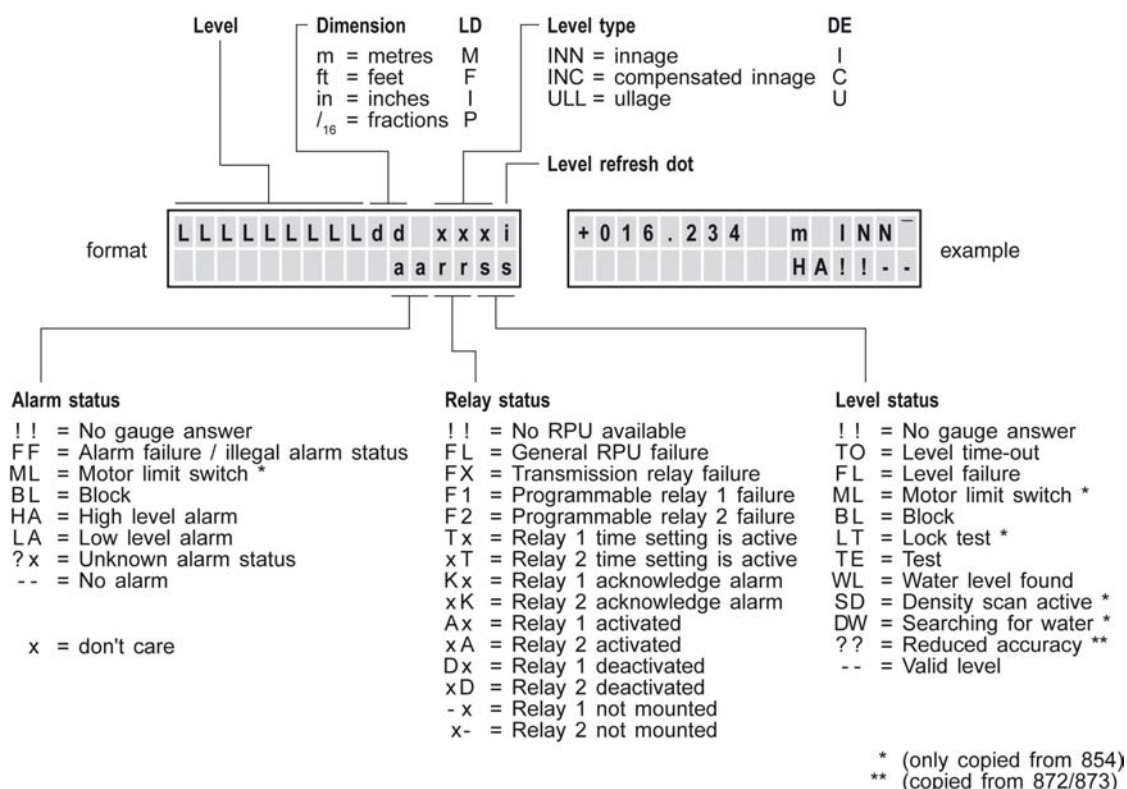 Level Dimension LD Level type DE
m = metres M INN = innage I
ft = feet F INC = compensated innage C
in = inches I ULL = ullage U
/16 = fractions P
Level refresh dot
format L L L L L L L L L d d x x x i + 0 1 6 . 2 3 4 m I N N ¯ example
a a r r s s H A ! ! - -
Alarm status
! ! = No gauge answer
FF = Alarm failure / illegal alarm status
ML = Motor limit switch *
BL = Block
HA = High level alarm
LA = Low level alarm
?x = Unknown alarm status
- - = No alarm
x = don't care
Relay status
! ! = No RPU available
FL = General RPU failure
FX = Transmission relay failure
F1 = Programmable relay 1 failure
F2 = Programmable relay 2 failure
Tx = Relay 1 time setting is active
xT = Relay 2 time setting is active
Kx = Relay 1 acknowledge alarm
xK = Relay 2 acknowledge alarm
Ax = Relay 1 activated
xA = Relay 2 activated
Dx = Relay 1 deactivated
xD = Relay 2 deactivated
-x = Relay 1 not mounted
x- = Relay 2 not mounted
Level status
! ! = No gauge answer
TO = Level time-out
FL = Level failure
ML = Motor limit switch *
BL = Block
LT = Lock test *
TE = Test
WL = Water level found
SD = Density scan active *
DW = Searching for water *
?? = Reduced accuracy **
- - = Valid level
* (only copied from 854)
** (copied from 872/873)